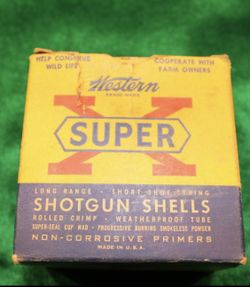 HELP CONSERVE
WILD LIFE
COOPERATE WITH
FARM OWNERS
Western
TRADE-MARK
X
SUPER
LONG RANGE - SHORT SHOT STRING
SHOTGUN SHELLS
ROLLED CRIMP - WEATHERPROOF TUBE
SUPER-SEAL CUP WAD - PROGRESSIVE BURNING SMOKELESS POWDER
NON-CORROSIVE PRIMERS
MADE IN U.S.A.